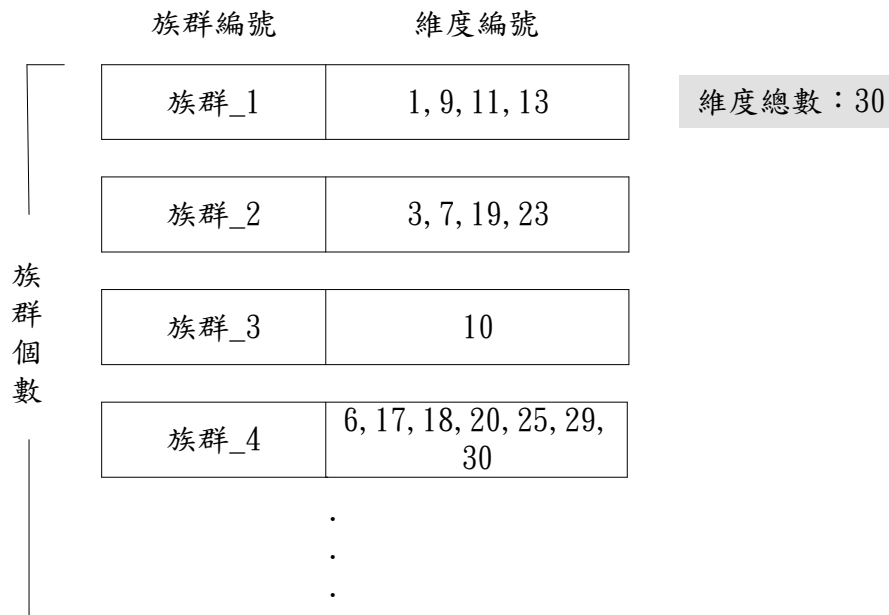 族群編號 維度編號
族群_1 1, 9, 11, 13
維度總數：30
族群_2 3, 7, 19, 23
族群個數
族群_3 10
族群_4 6, 17, 18, 20, 25, 29,
30
.
.
.